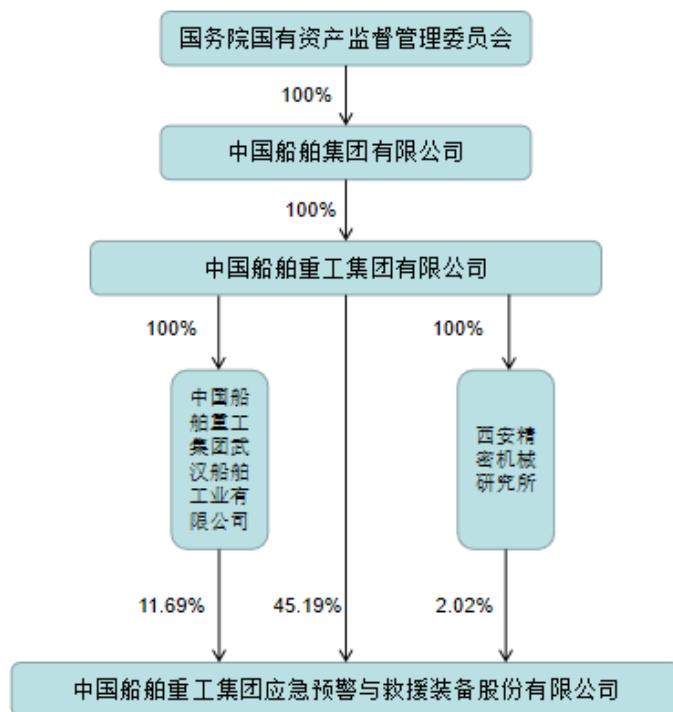 国务院国有资产监督管理委员会
100%
中国船舶集团有限公司
100%
中国船舶重工集团有限公司
100%
100%
中国船
舶重工
集团武
汉船舶
工业有
限公司
西安精
密机械
研究所
11.69%
45.19%
2.02%
中国船舶重工集团应急预警与救援装备股份有限公司